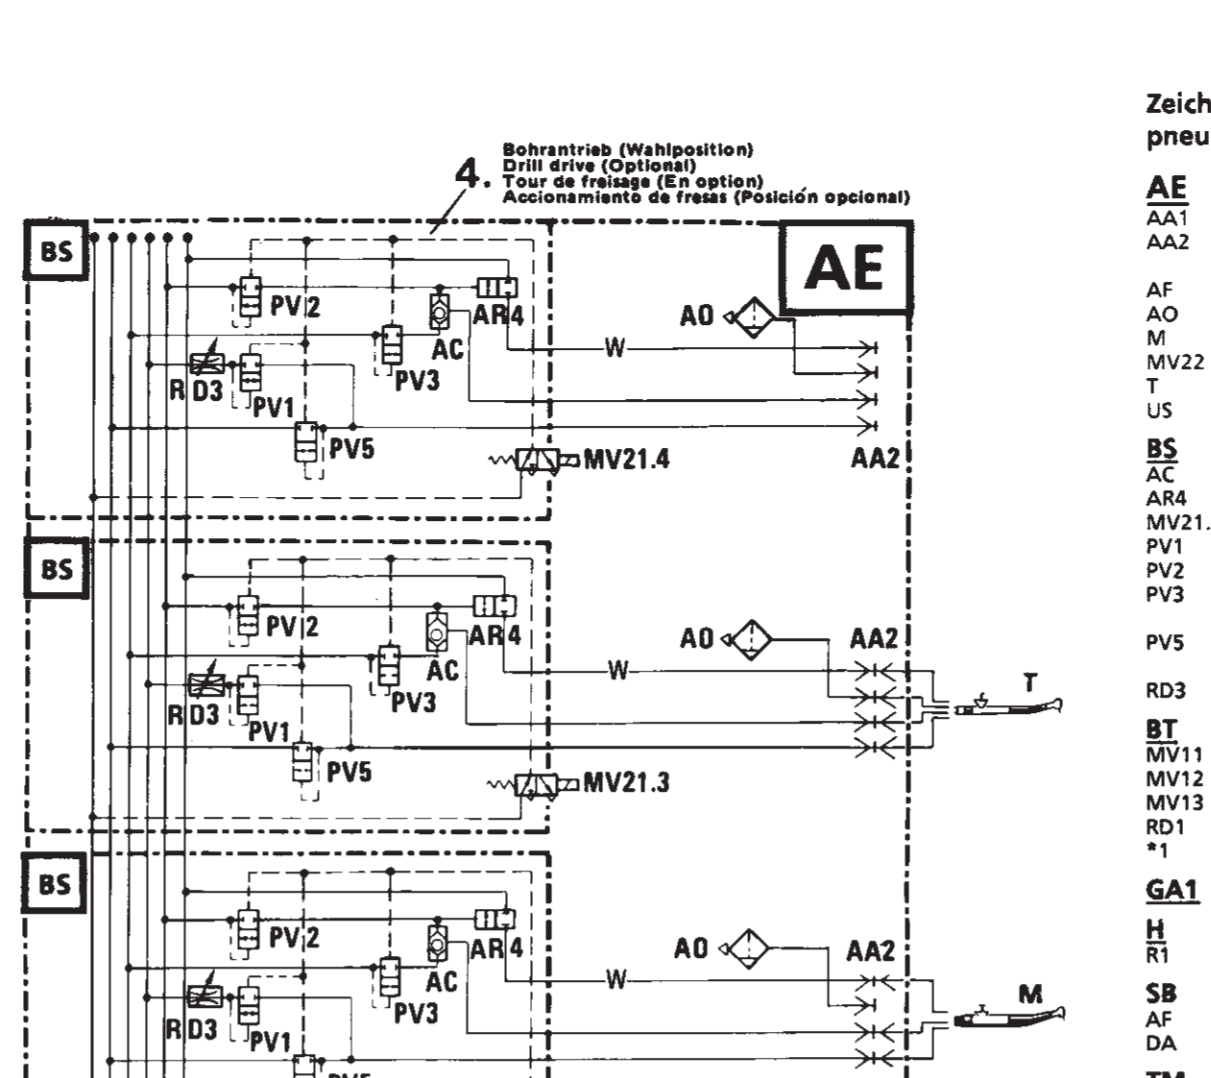 Bohrantrieb (Wahlposition)
4. Drill drive (Optional)
Tour de freisage (En option)
Accionamiento de fresas (Posición opcional)
BS
AE
PV2
AR4
AO
AC
W
PV3
RD3
PV1
PV5
MV21.4
AA2
BS
PV2
AR4
AO
AA2
AC
W
T
PV3
RD3
PV1
PV5
MV21.3
BS
PV2
AR4
AO
AA2
AC
W
M
PV3
RD3
PV1
PV5
Zeich
pneu
AE
AA1
AA2
AF
AO
M
MV22
T
US
BS
AC
AR4
MV21.
PV1
PV2
PV3
PV5
RD3
BT
MV11
MV12
MV13
RD1
*1
GA1
H
R1
SB
AF
DA
TM